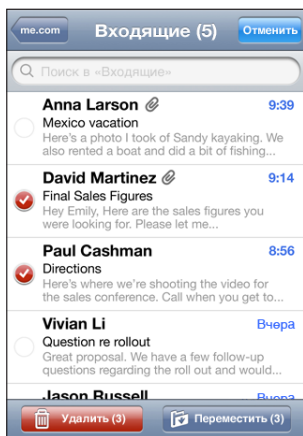 me.com Входящие (5) Отменить
Поиск в «Входящие»
Anna Larson 9:39
Mexico vacation
Here's a photo I took of Sandy kayaking. We
also rented a boat and did a bit of fishing...
David Martinez 9:14
Final Sales Figures
Hey Emily, Here are the sales figures you
were looking for. Please let me...
Paul Cashman 8:56
Directions
Here's where we're shooting the video for
the sales conference. Call when you get to...
Vivian Li Вчера
Question re rollout
Great proposal. We have a few follow-up
questions regarding the roll out and would...
Jason Russell Вчера
Удалить (3) Переместить (3)